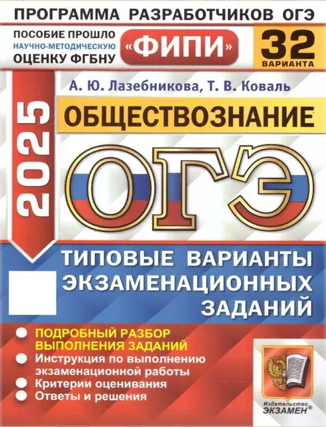 ПРОГРАММА РАЗРАБОТЧИКОВ ОГЭ
ПОСОБИЕ ПРОШЛО
НАУЧНО-МЕТОДИЧЕСКУЮ
ОЦЕНКУ ФГБНУ
«ФИПИ»
32
ВАРИАНТА
А. Ю. Лазебникова, Т. В. Коваль
2025
ОБЩЕСТВОЗНАНИЕ
ОГЭ
ТИПОВЫЕ ВАРИАНТЫ
ЭКЗАМЕНАЦИОННЫХ
ЗАДАНИЙ
ПОДРОБНЫЙ РАЗБОР
ВЫПОЛНЕНИЯ ЗАДАНИЙ
Инструкция по выполнению
экзаменационной работы
Критерии оценивания
Ответы и решения
Издательство
ЭКЗАМЕН®